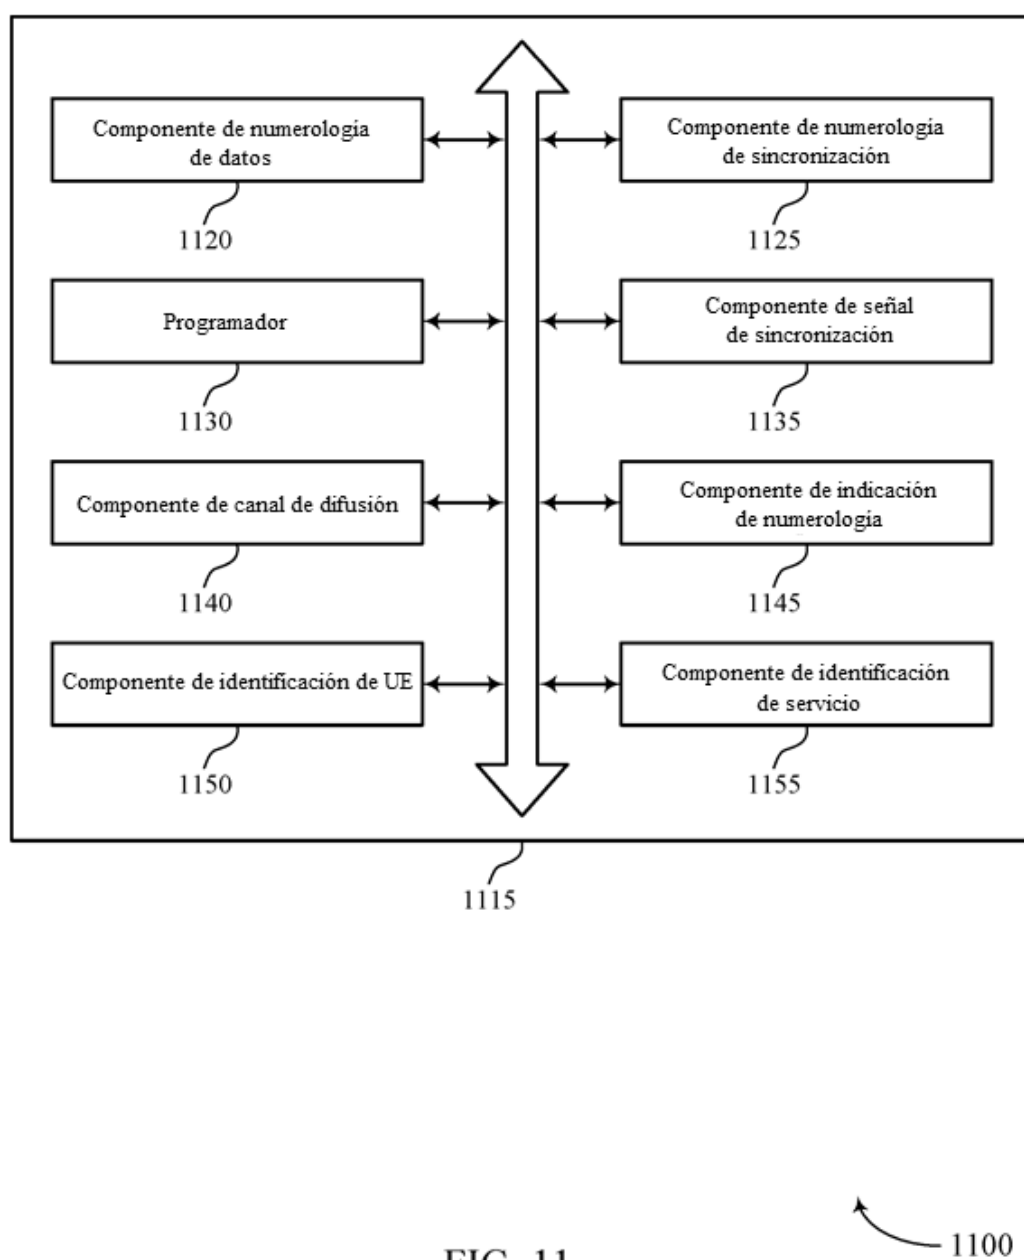 Componente de numerología
de datos
1120
Componente de numerología
de sincronización
1125
Programador
1130
Componente de señal
de sincronización
1135
Componente de canal de difusión
1140
Componente de indicación
de numerología
1145
Componente de identificación de UE
1150
Componente de identificación
de servicio
1155
1115
1100
FIG. 11